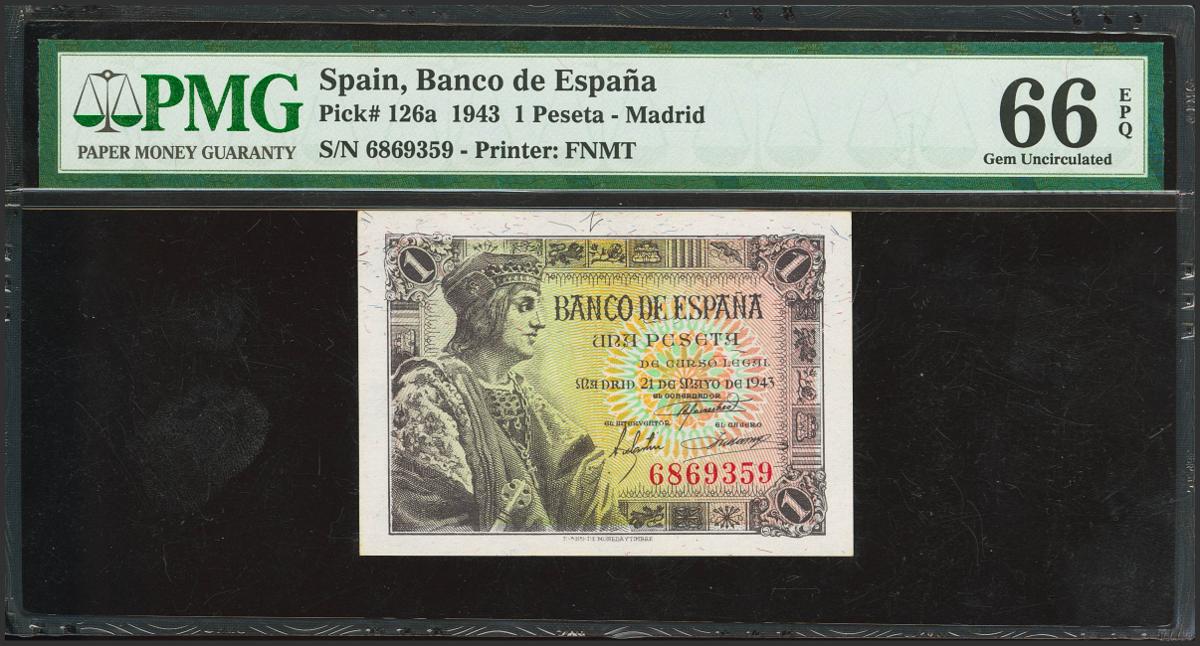 PMG
PAPER MONEY GUARANTY
Spain, Banco de España
Pick# 126a 1943 1 Peseta - Madrid
S/N 6869359 - Printer: FNMT
66
EPQ
Gem Uncirculated
1
1
BANCO DE ESPAÑA
UNA PESETA
DE CURSO LEGAL
MADRID 21 DE MAYO DE 1943
EL GOBERNADOR
EL INTERVENTOR EL CAJERO
6869359
1